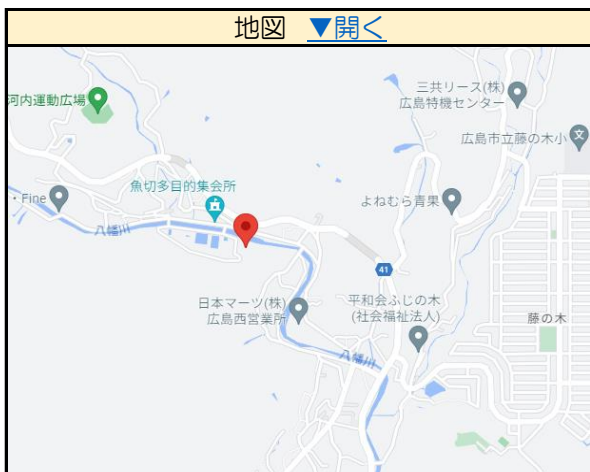 地図 ▼開く
三共リース(株)
広島特機センター
河内運動広場
広島市立藤の木小
文
魚切多目的集会所
よねむら青果
・Fine
八幡川
41
日本マーツ(株)
広島西営業所
平和会ふじの木
(社会福祉法人)
藤の木
八幡川